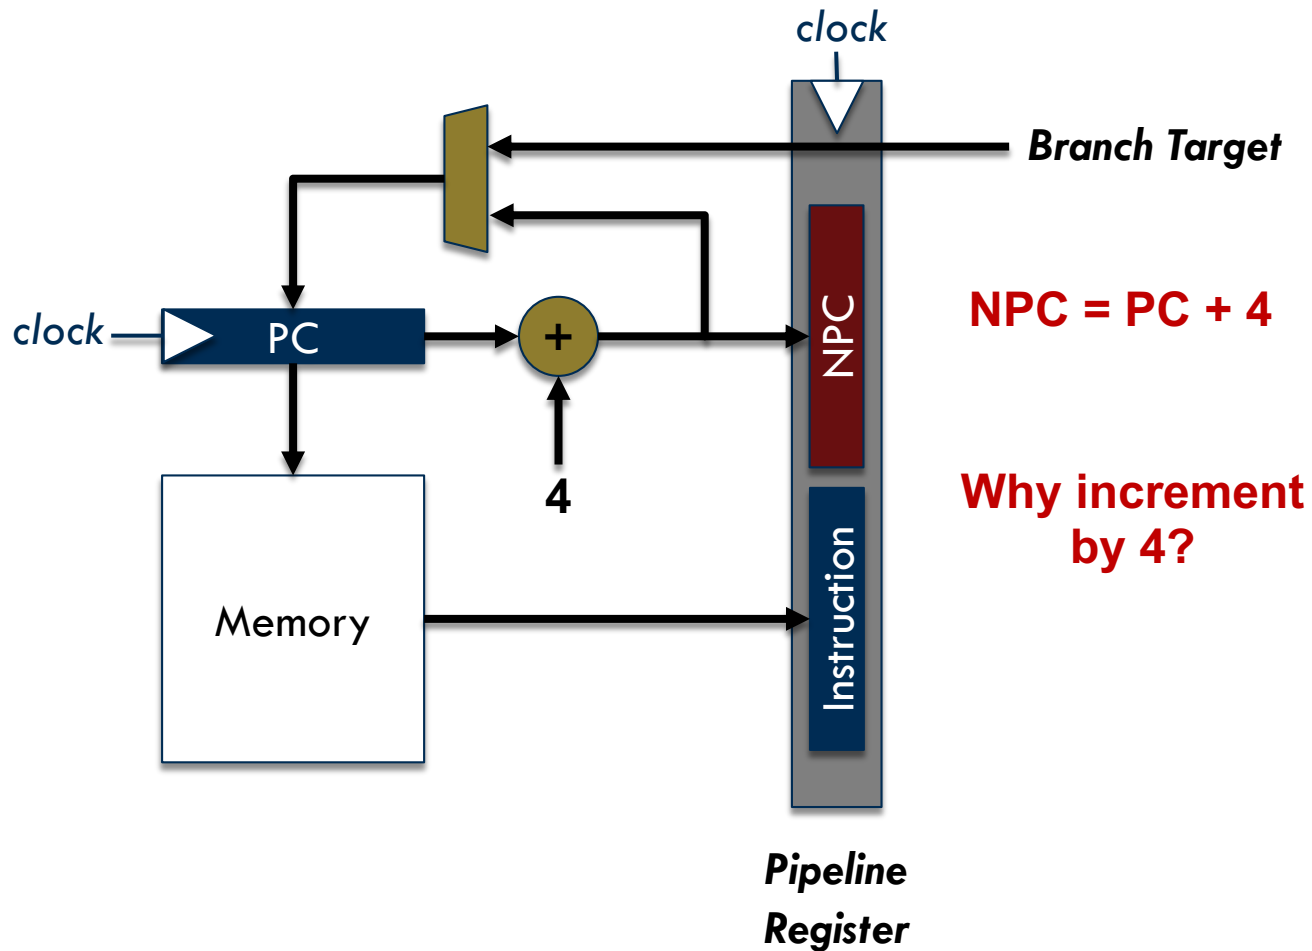 clock
Branch Target
NPC
NPC = PC + 4
clock
PC
+
4
Why increment
by 4?
Memory
Instruction
Pipeline
Register